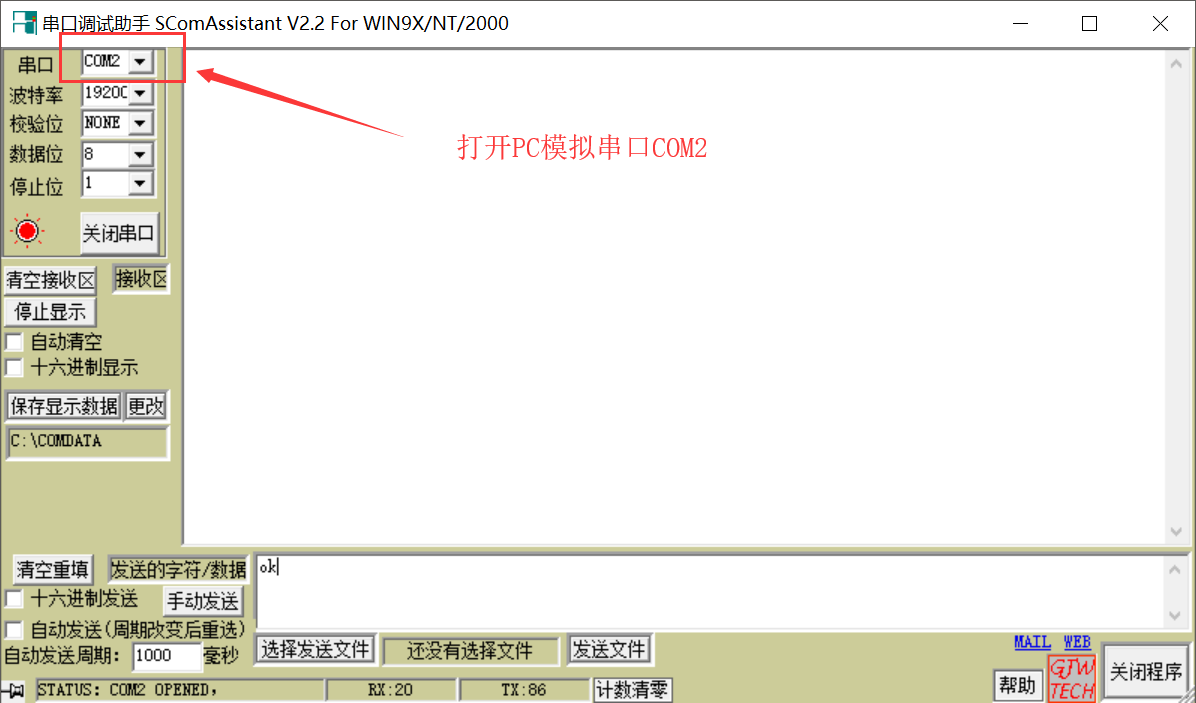 串口调试助手 SComAssistant V2.2 For WIN9X/NT/2000
串口 COM2
波特率 19200
校验位 NONE
数据位 8
停止位 1
关闭串口
打开PC模拟串口COM2
清空接收区 接收区
停止显示
自动清空
十六进制显示
保存显示数据 更改
C:\COMDATA
清空重填 发送的字符/数据 ok
十六进制发送 手动发送
自动发送(周期改变后重选)
自动发送周期: 1000 毫秒 选择发送文件 还没有选择文件 发送文件
MAIL WEB
STATUS: COM2 OPENED, RX:20 TX:86 计数清零 帮助 GJW TECH 关闭程序